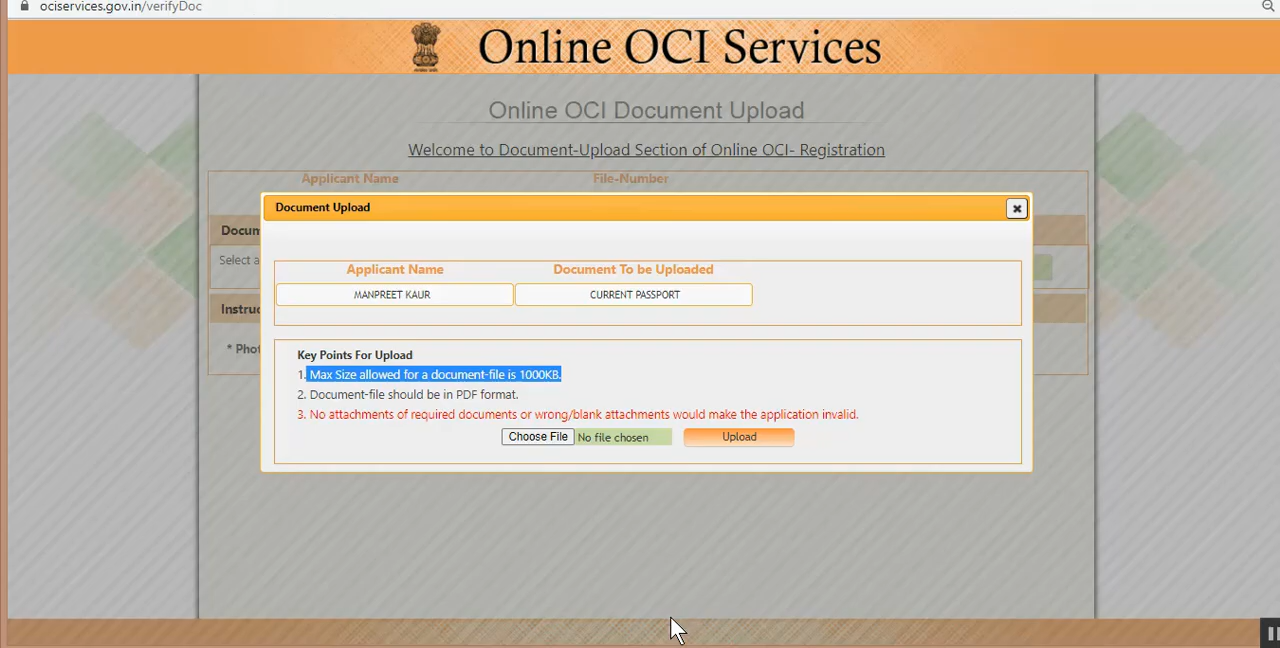 ociservices.gov.in/verifyDoc
Online OCI Services
Online OCI Document Upload
Welcome to Document-Upload Section of Online OCI- Registration
Applicant Name File-Number
Document Upload
Docum
Applicant Name Document To be Uploaded
Select a
MANPREET KAUR CURRENT PASSPORT
Instruc
* Phot
Key Points For Upload
1. Max Size allowed for a document-file is 1000KB.
2. Document-file should be in PDF format.
3. No attachments of required documents or wrong/blank attachments would make the application invalid.
Choose File No file chosen Upload